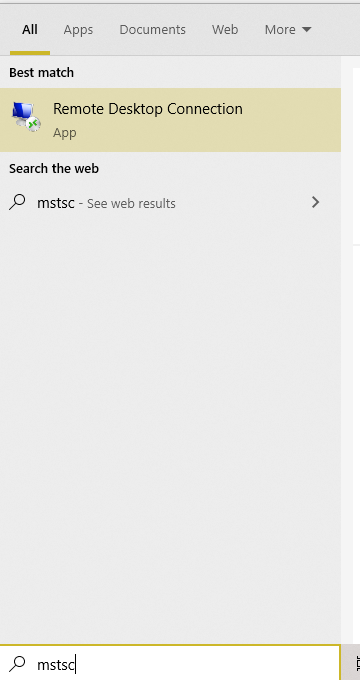 All Apps Documents Web More
Best match
Remote Desktop Connection
App
Search the web
mstsc - See web results
mstsc